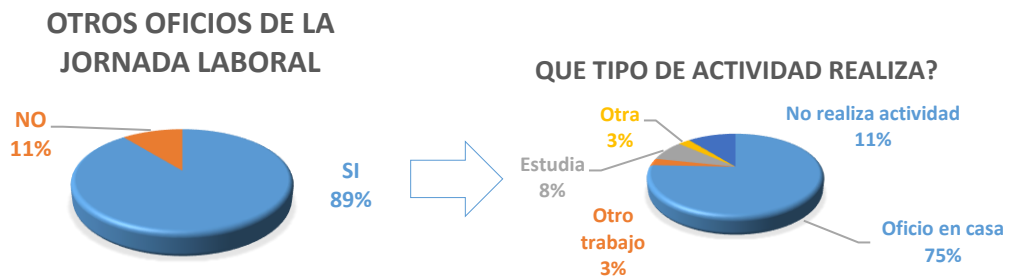 OTROS OFICIOS DE LA
JORNADA LABORAL
NO
11%
SI
89%
QUE TIPO DE ACTIVIDAD REALIZA?
Otra
3%
No realiza actividad
11%
Estudia
8%
Otro
trabajo
3%
Oficio en casa
75%